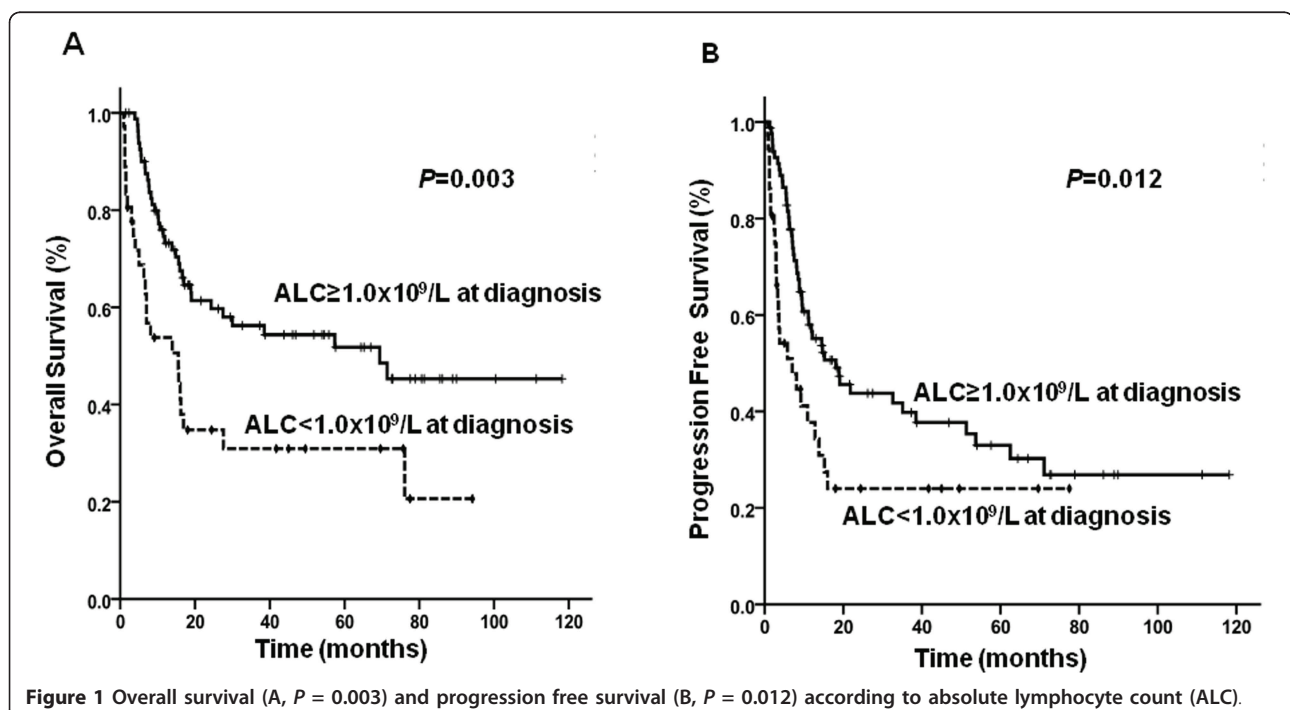 A
Overall Survival (%)
1.0
0.8
0.6
0.4
0.2
0.0
P=0.003
ALC≥1.0x10⁹/L at diagnosis
ALC<1.0x10⁹/L at diagnosis
0 20 40 60 80 100 120
Time (months)
B
Progression Free Survival (%)
1.0
0.8
0.6
0.4
0.2
0.0
P=0.012
ALC≥1.0x10⁹/L at diagnosis
ALC<1.0x10⁹/L at diagnosis
0 20 40 60 80 100 120
Time (months)
Figure 1 Overall survival (A, P = 0.003) and progression free survival (B, P = 0.012) according to absolute lymphocyte count (ALC).